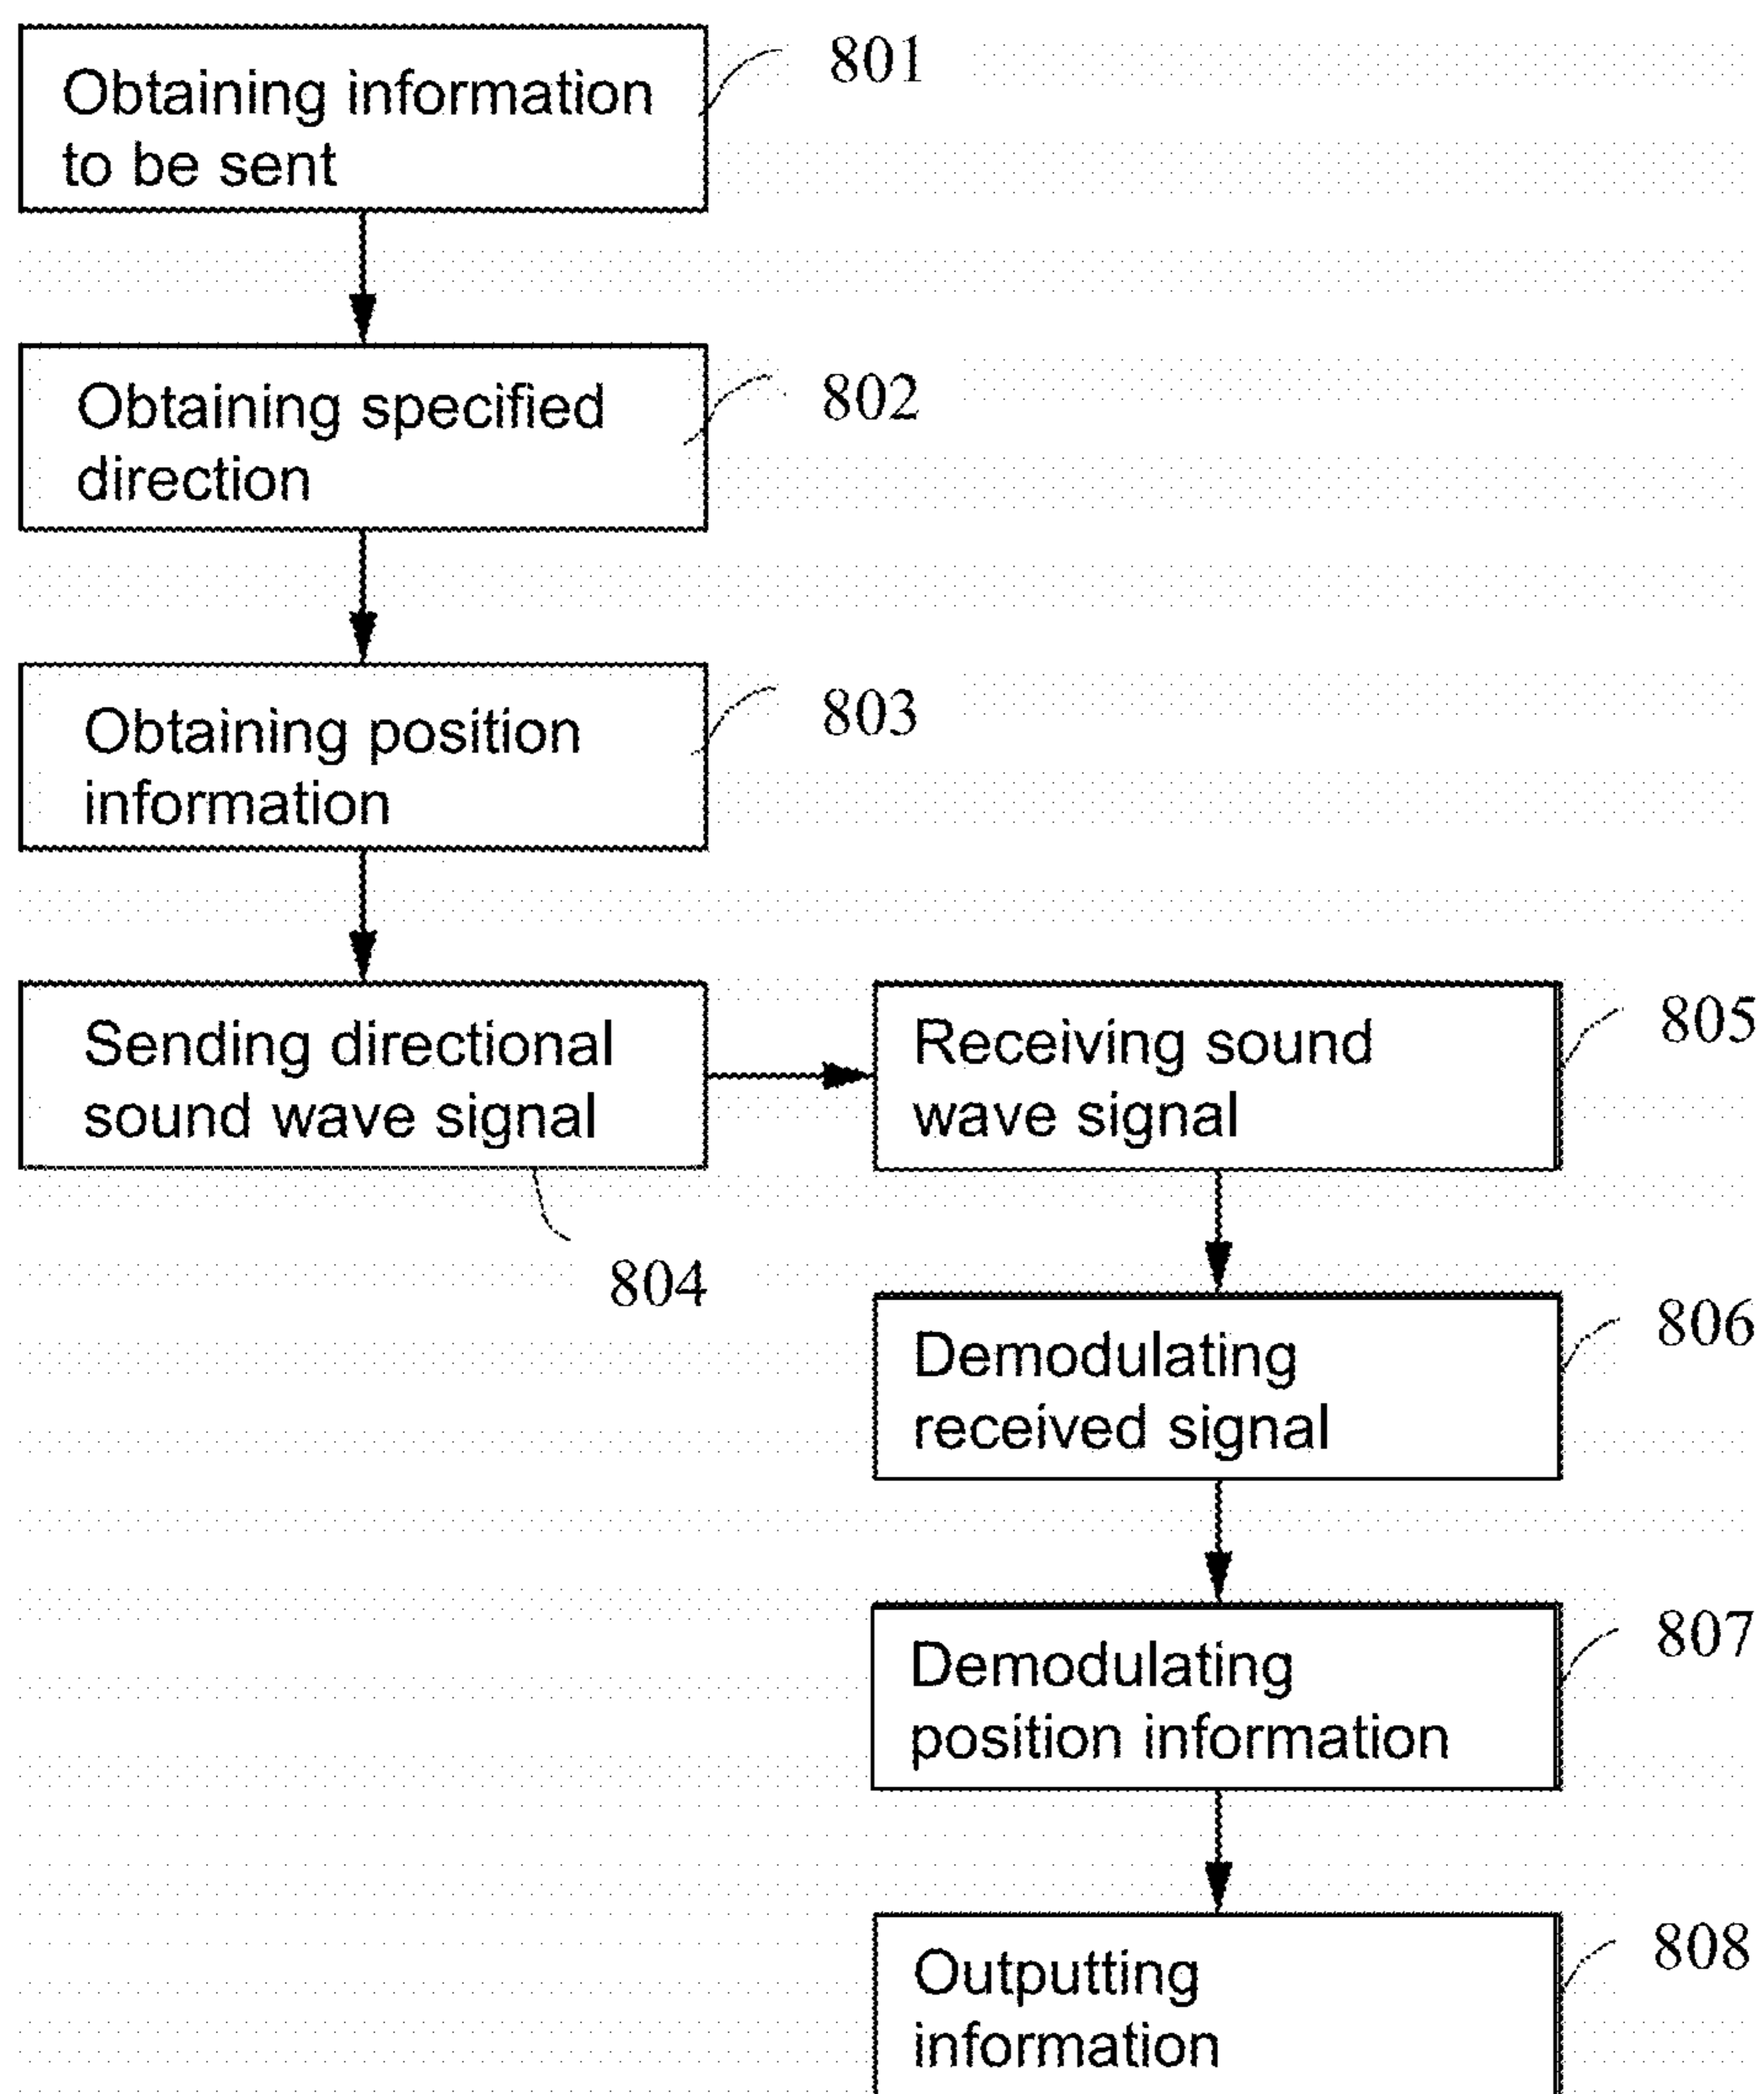 Obtaining information
to be sent
801
Obtaining specified
direction
802
Obtaining position
information
803
Sending directional
sound wave signal
804
Receiving sound
wave signal
805
Demodulating
received signal
806
Demodulating
position information
807
Outputting
information
808